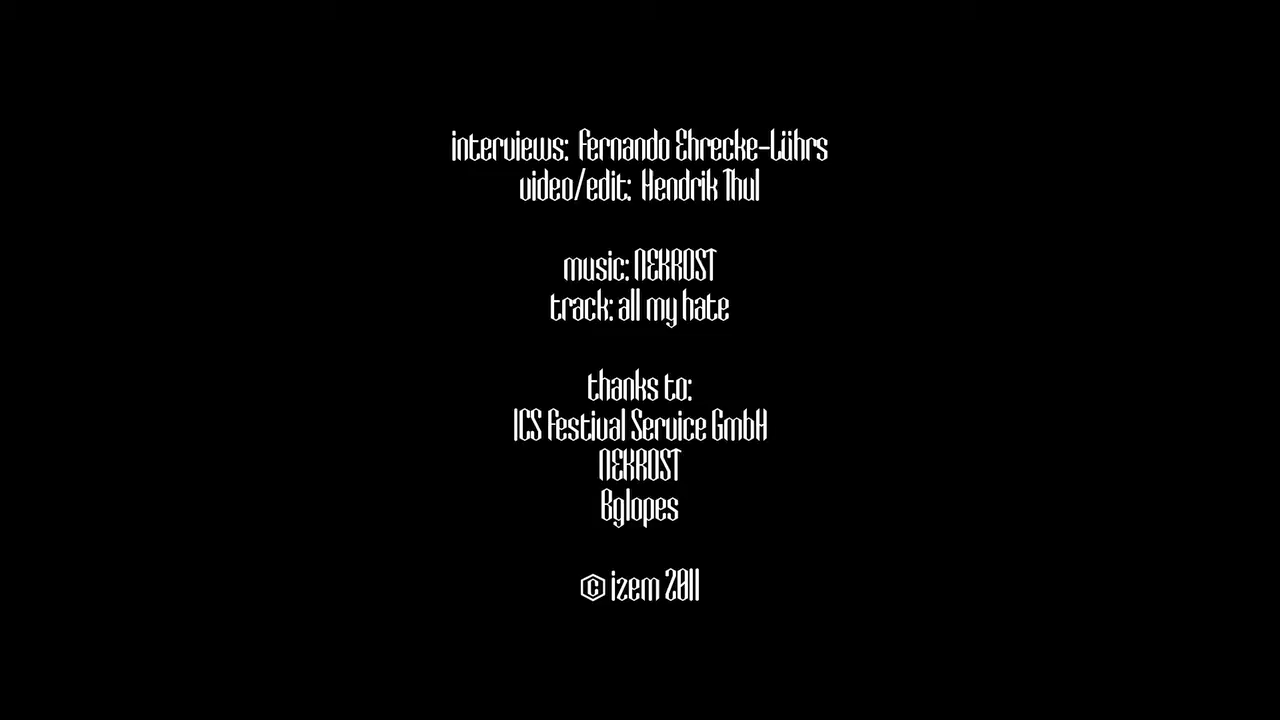 interviews: Fernando Ehrecke-Lührs
video/edit: Hendrik Thul
music: NEKROST
track: all my hate
thanks to:
ICS Festival Service GmbH
NEKROST
Bglopes
© izem 2011